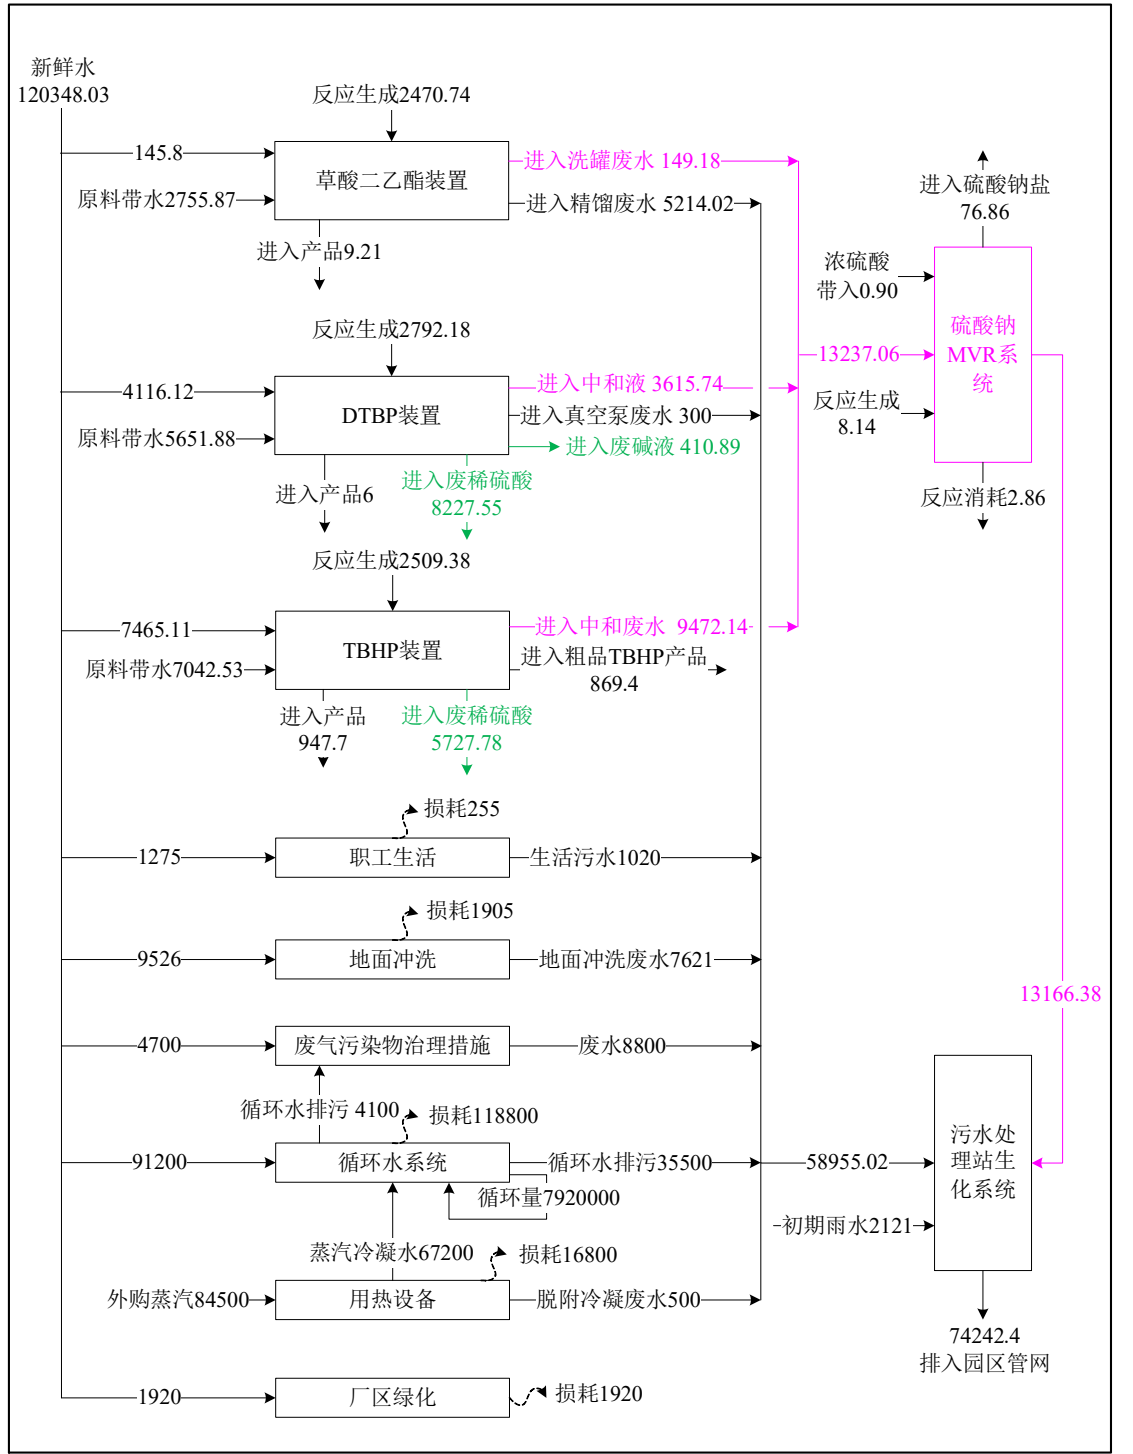 新鲜水
120348.03
反应生成2470.74
145.8
原料带水2755.87
草酸二乙酯装置
进入洗罐废水 149.18
进入精馏废水 5214.02
进入产品9.21
进入硫酸钠盐
76.86
浓硫酸
带入0.90
硫酸钠
MVR系
统
13237.06
反应生成
8.14
反应消耗2.86
反应生成2792.18
4116.12
原料带水5651.88
DTBP装置
进入中和液 3615.74
进入真空泵废水 300
进入废碱液 410.89
进入产品6
进入废稀硫酸
8227.55
反应生成2509.38
7465.11
原料带水7042.53
TBHP装置
进入中和废水 9472.14
进入粗品TBHP产品
869.4
进入产品
947.7
进入废稀硫酸
5727.78
损耗255
1275
职工生活
生活污水1020
损耗1905
9526
地面冲洗
地面冲洗废水7621
13166.38
4700
废气污染物治理措施
废水8800
循环水排污 4100
损耗118800
91200
循环水系统
循环水排污35500
循环量7920000
58955.02
污水处
理站生
化系统
初期雨水2121
蒸汽冷凝水67200
损耗16800
外购蒸汽84500
用热设备
脱附冷凝废水500
74242.4
排入园区管网
1920
厂区绿化
损耗1920